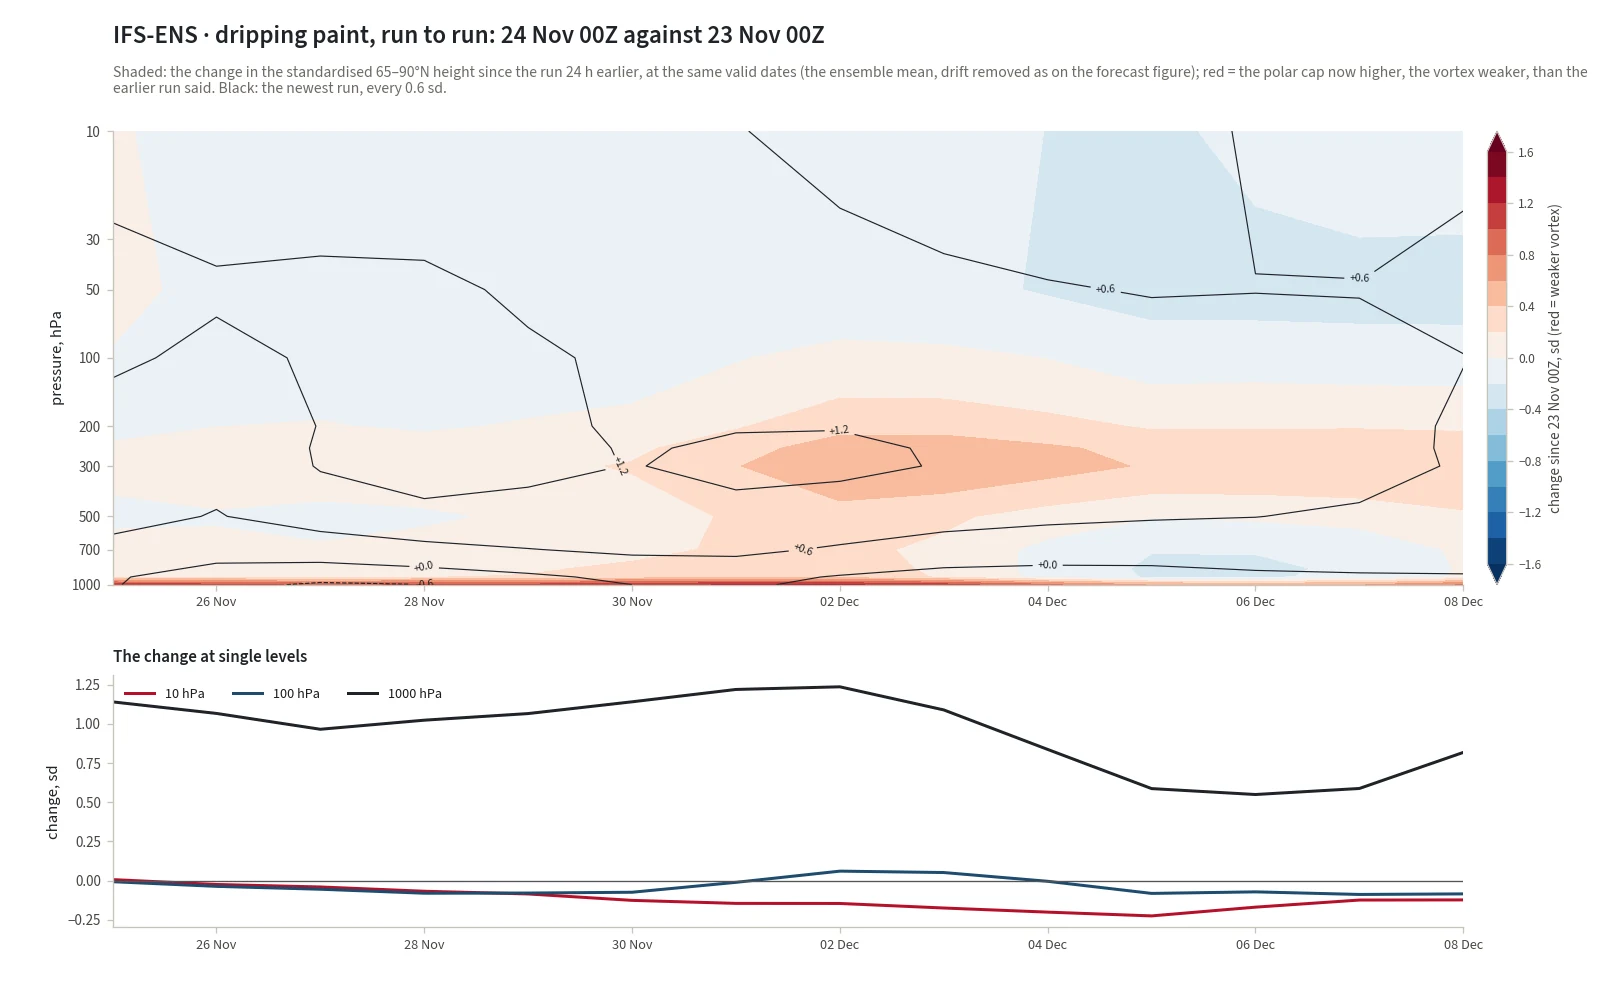 IFS-ENS · dripping paint, run to run: 24 Nov 00Z against 23 Nov 00Z
Shaded: the change in the standardised 65–90°N height since the run 24 h earlier, at the same valid dates (the ensemble mean, drift removed as on the forecast figure); red = the polar cap now higher, the vortex weaker, than the
earlier run said. Black: the newest run, every 0.6 sd.
10
30
50
100
200
300
500
700
1000
pressure, hPa
+0.6
+0.6
+1.2
+1.2
+0.6
+0.0
+0.0
-0.6
26 Nov
28 Nov
30 Nov
02 Dec
04 Dec
06 Dec
08 Dec
1.6
1.2
0.8
0.4
0.0
−0.4
−0.8
−1.2
−1.6
change since 23 Nov 00Z, sd (red = weaker vortex)
The change at single levels
10 hPa
100 hPa
1000 hPa
1.25
1.00
0.75
0.50
0.25
0.00
−0.25
change, sd
26 Nov
28 Nov
30 Nov
02 Dec
04 Dec
06 Dec
08 Dec